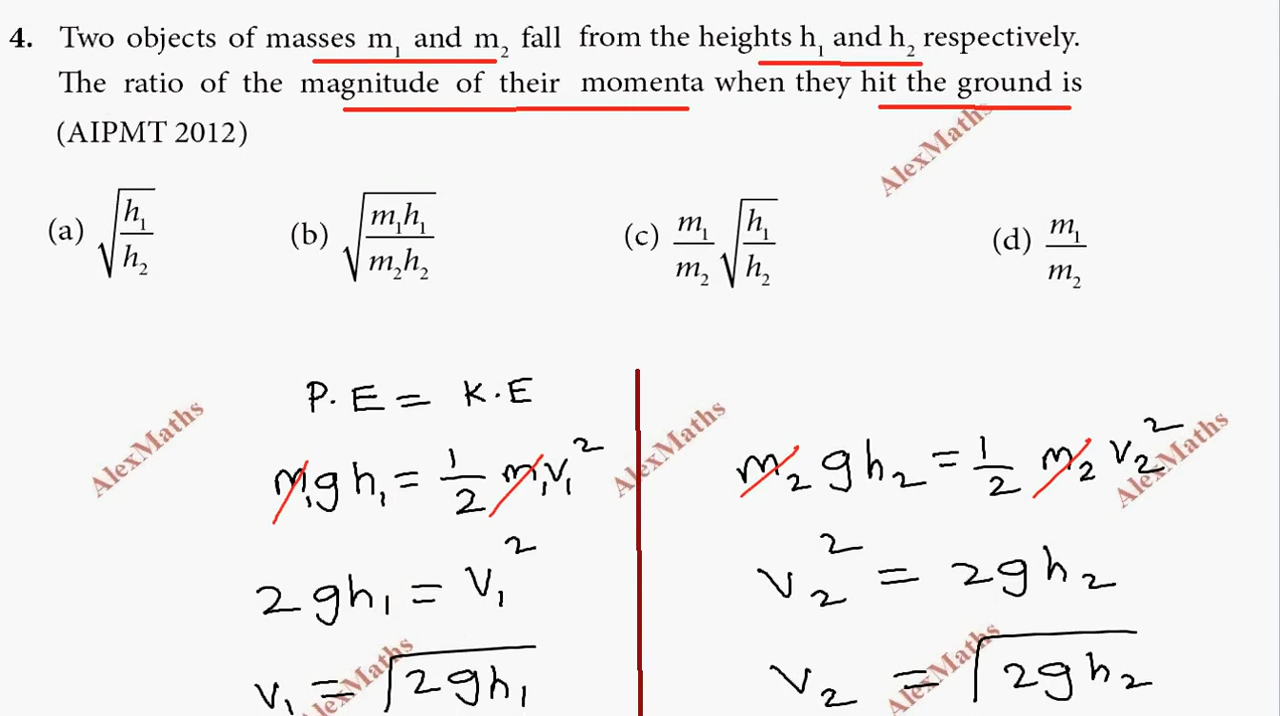 4. Two objects of masses m₁ and m₂ fall from the heights h₁ and h₂ respectively.
The ratio of the magnitude of their momenta when they hit the ground is
(AIPMT 2012)
AlexMaths
(a) √(h₁/h₂) (b) √(m₁h₁/m₂h₂) (c) m₁/m₂ √(h₁/h₂) (d) m₁/m₂
P.E = K.E
AlexMaths AlexMaths AlexMaths
m₁gh₁ = 1/2 m₁v₁² m₂gh₂ = 1/2 m₂v₂²
2gh₁ = v₁² v₂² = 2gh₂
AlexMaths AlexMaths
v₁ = √2gh₁ v₂ = √2gh₂